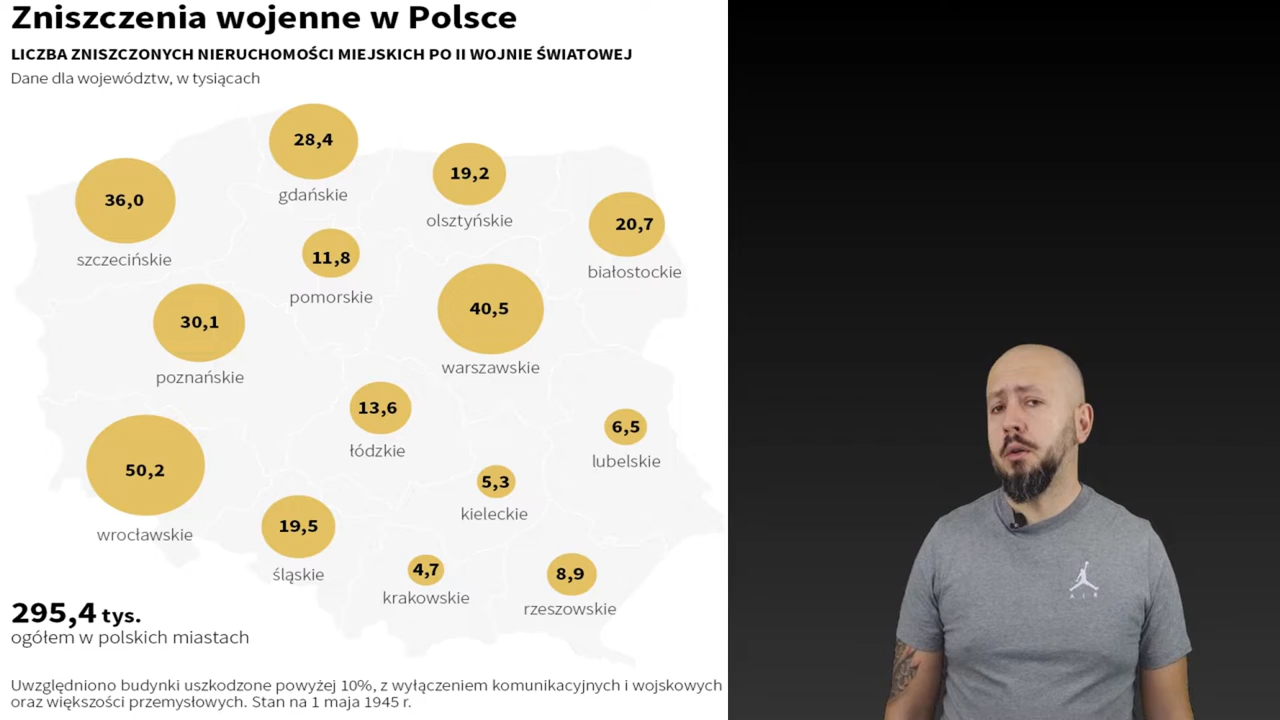 Zniszczenia wojenne w Polsce
LICZBA ZNISZCZONYCH NIERUCHOMOŚCI MIEJSKICH PO II WOJNIE ŚWIATOWEJ
Dane dla województw, w tysiącach
28,4
gdańskie
19,2
olsztyńskie
36,0
szczecińskie
20,7
białostockie
11,8
pomorskie
40,5
warszawskie
30,1
poznańskie
13,6
łódzkie
6,5
lubelskie
50,2
wrocławskie
5,3
kieleckie
19,5
śląskie
4,7
krakowskie
8,9
rzeszowskie
295,4 tys.
ogółem w polskich miastach
Uwzględniono budynki uszkodzone powyżej 10%, z wyłączeniem komunikacyjnych i wojskowych
oraz większości przemysłowych. Stan na 1 maja 1945 r.
AIR